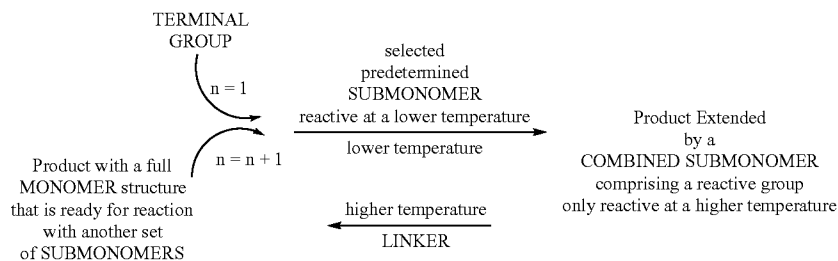 TERMINAL
GROUP
n = 1
n = n + 1
Product with a full
MONOMER structure
that is ready for reaction
with another set
of SUBMONOMERS
selected
predetermined
SUBMONOMER
reactive at a lower temperature
lower temperature
higher temperature
LINKER
Product Extended
by a
COMBINED SUBMONOMER
comprising a reactive group
only reactive at a higher temperature